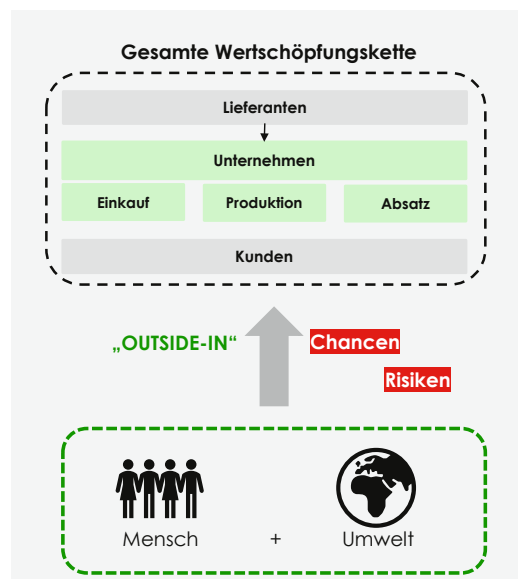 Gesamte Wertschöpfungskette
Lieferanten
Unternehmen
Einkauf Produktion Absatz
Kunden
„OUTSIDE-IN“ Chancen
Risiken
Mensch + Umwelt